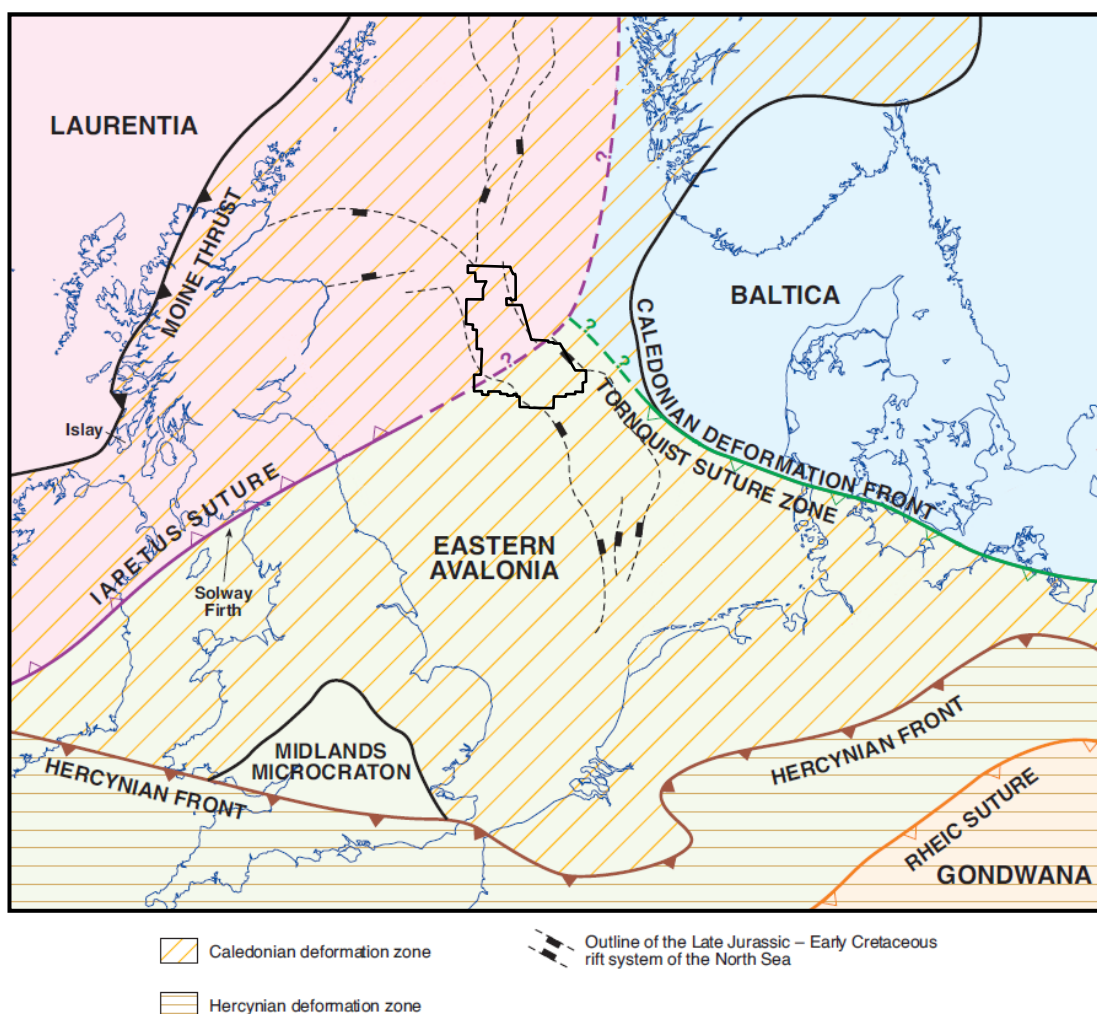 LAURENTIA
MOINE THRUST
?
BALTICA
?
?
?
CALEDONIAN DEFORMATION FRONT
TORNQUIST SUTURE ZONE
Islay
IAPETUS SUTURE
EASTERN
AVALONIA
Solway
Firth
MIDLANDS
MICROCRATON
HERCYNIAN FRONT
HERCYNIAN FRONT
RHEIC SUTURE
GONDWANA
Caledonian deformation zone
Outline of the Late Jurassic – Early Cretaceous
rift system of the North Sea
Hercynian deformation zone